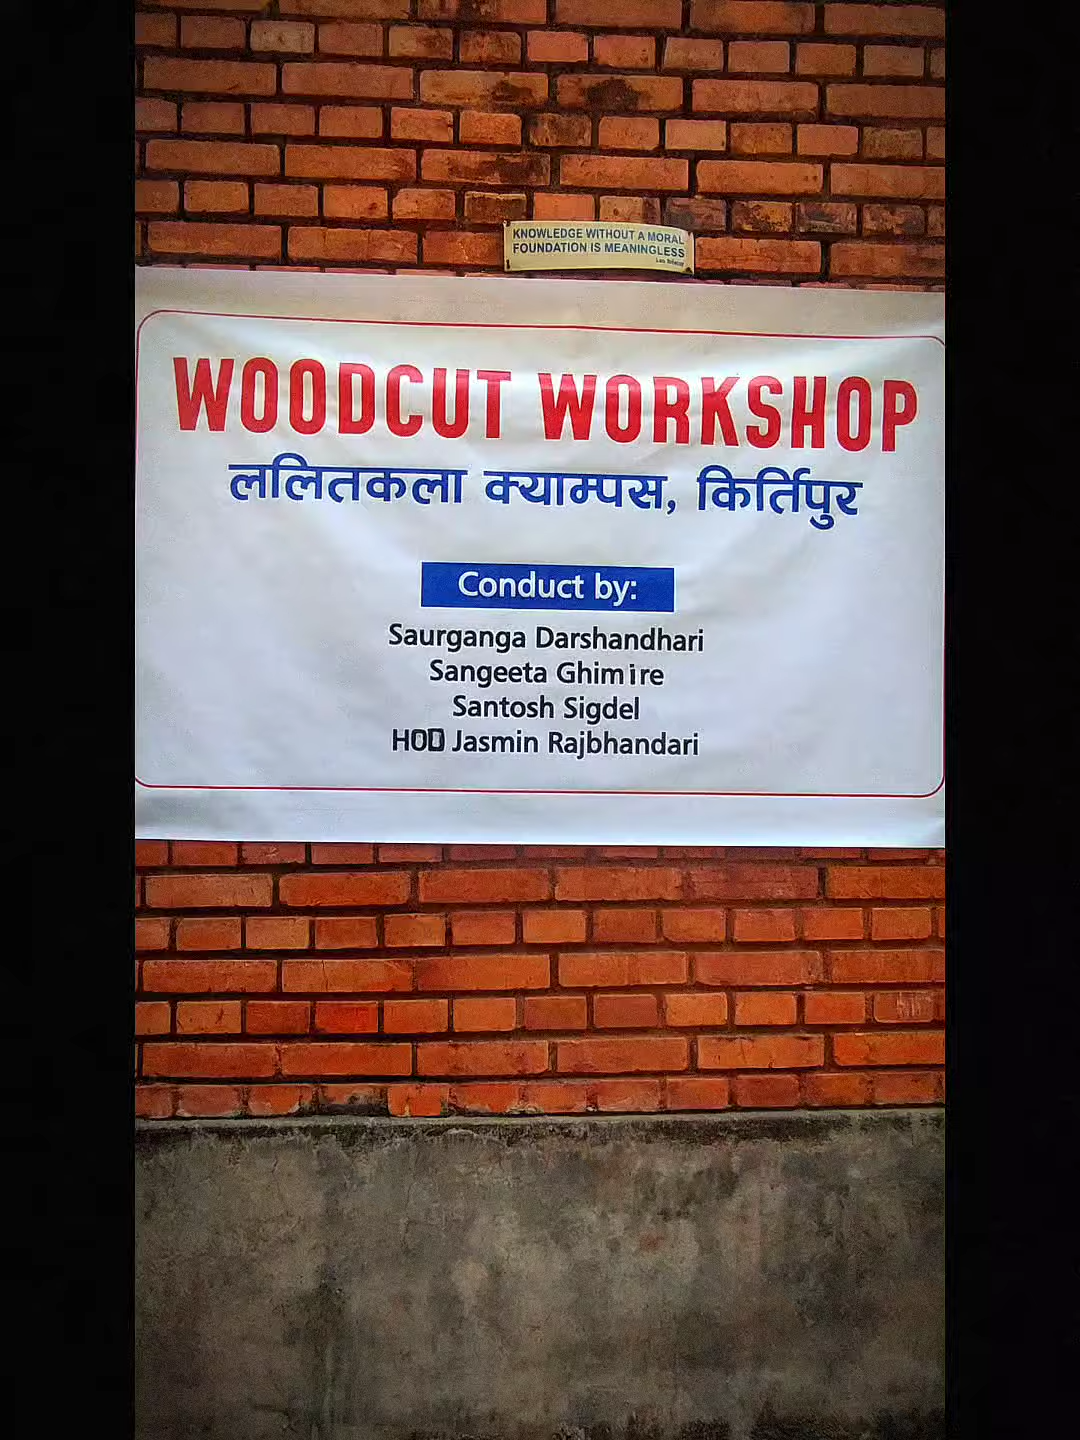 KNOWLEDGE WITHOUT A MORAL
FOUNDATION IS MEANINGLESS
WOODCUT WORKSHOP
ललितकला क्याम्पस, किर्तिपुर
Conduct by:
Saurganga Darshandhari
Sangeeta Ghimire
Santosh Sigdel
HOD Jasmin Rajbhandari